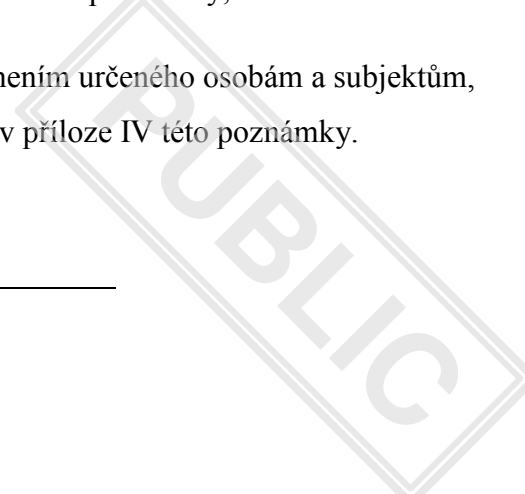 nením určeného osobám a subjektům,
v příloze IV této poznámky.
PUBLIC